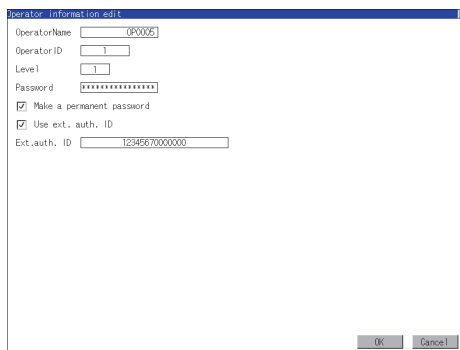 Operator information edit
OperatorName OP0005
OperatorID 1
Level 1
Password ***************
Make a permanent password
Use ext. auth. ID
Ext.auth. ID 12345670000000
OK Cancel